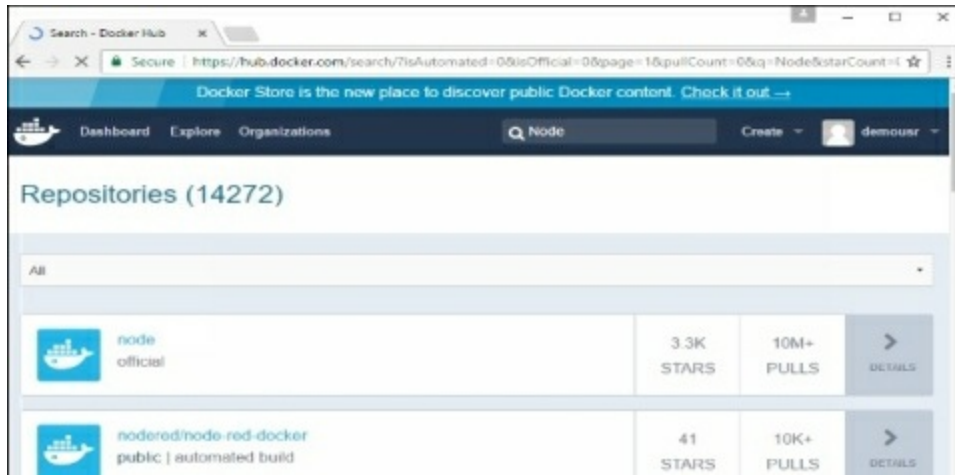 Search - Docker Hub
Secure https://hub.docker.com/search/?isAutomated=0&isOfficial=0&page=1&pullCount=0&q=Node&starCount=
Docker Store is the new place to discover public Docker content. Check it out →
Dashboard Explore Organizations Node Create demousr
Repositories (14272)
All
node
official
3.3K
STARS
10M+
PULLS
DETAILS
nodered/node-red-docker
public | automated build
41
STARS
10K+
PULLS
DETAILS